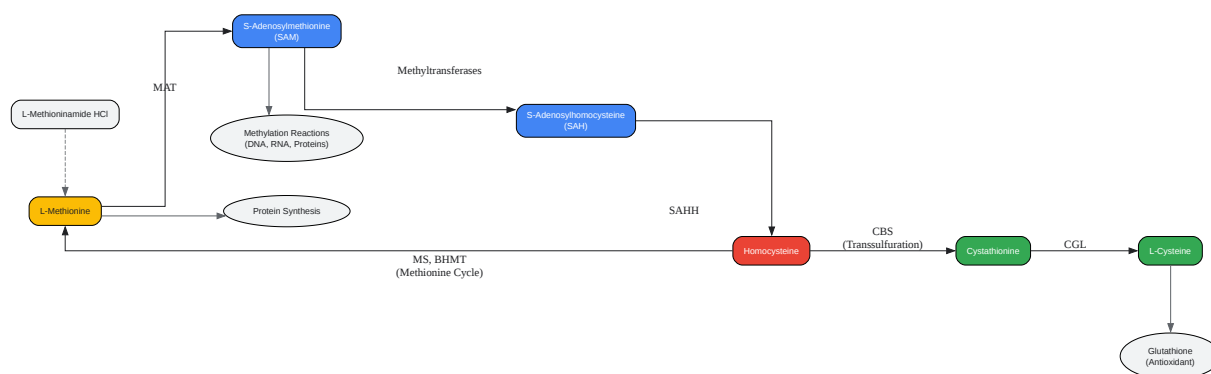 S-Adenosylmethionine
(SAM)
Methyltransferases
MAT
L-Methioninamide HCl
S-Adenosylhomocysteine
(SAH)
Methylation Reactions
(DNA, RNA, Proteins)
L-Methionine
Protein Synthesis
SAHH
CBS
(Transsulfuration)
CGL
Homocysteine
Cystathionine
L-Cysteine
MS, BHMT
(Methionine Cycle)
Glutathione
(Antioxidant)